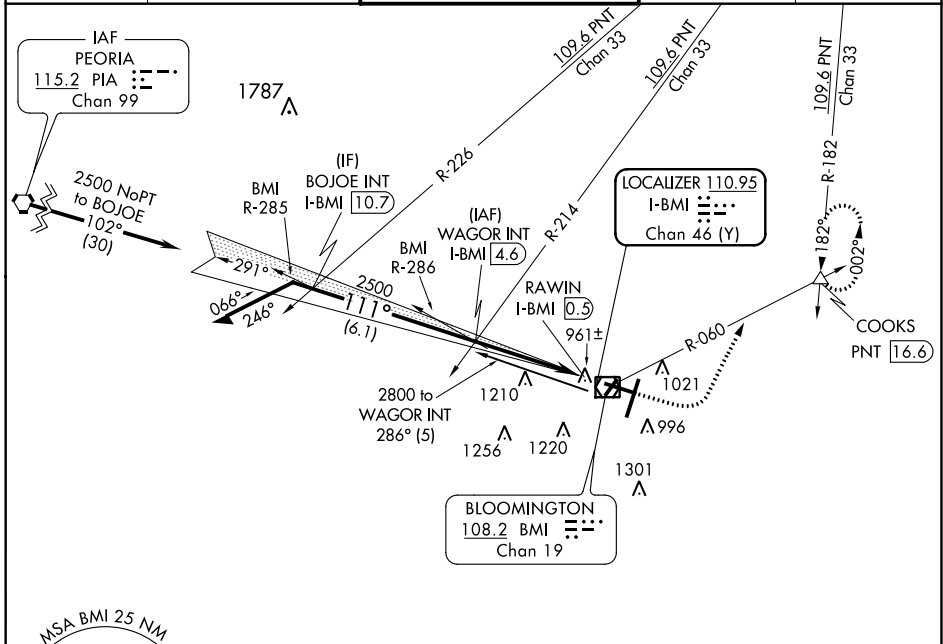 IAF
PEORIA
115.2 PIA
Chan 99
1787
109.6 PNT
Chan 33
109.6 PNT
Chan 33
109.6 PNT
Chan 33
2500 NoPT
to BOJOE
102°
(30)
BMI
R-285
(IF)
BOJOE INT
I-BMI 10.7
R-226
R-214
R-182
LOCALIZER 110.95
I-BMI
Chan 46 (Y)
(IAF)
WAGOR INT
I-BMI 4.6
BMI
R-286
182°
002°
291°
2500
066°
246°
111°
(6.1)
RAWIN
I-BMI 0.5
961±
R-060
COOKS
PNT 16.6
2800 to
WAGOR INT
286° (5)
1210
1021
996
1256
1220
1301
BLOOMINGTON
108.2 BMI
Chan 19
MSA BMI 25 NM